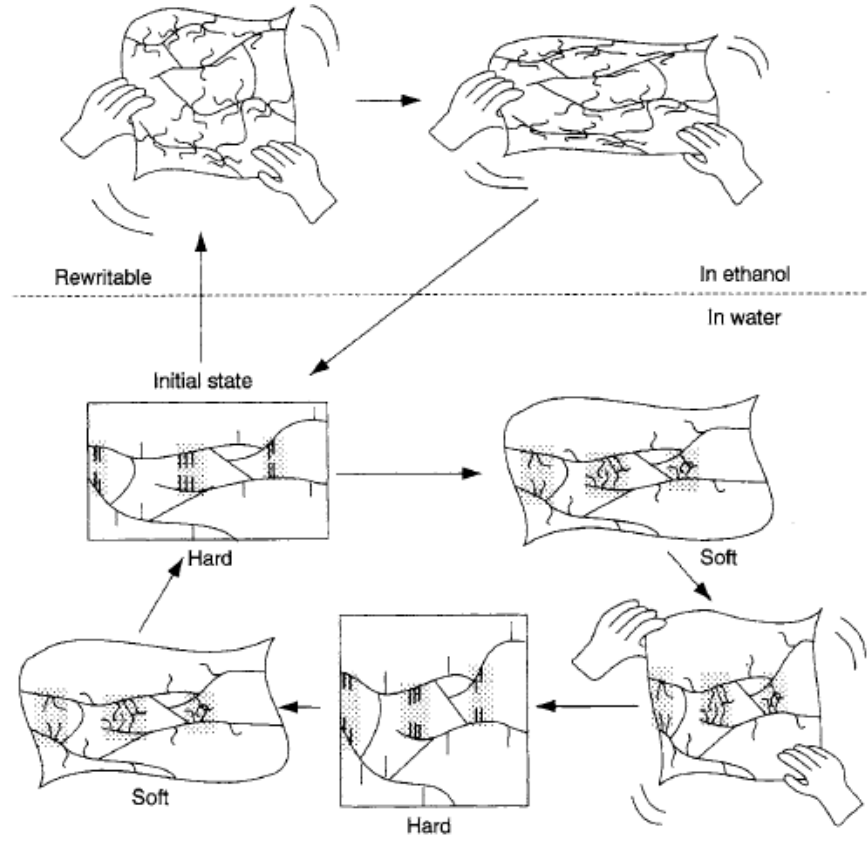 Rewritable
In ethanol
In water
Initial state
Hard
Soft
Soft
Hard